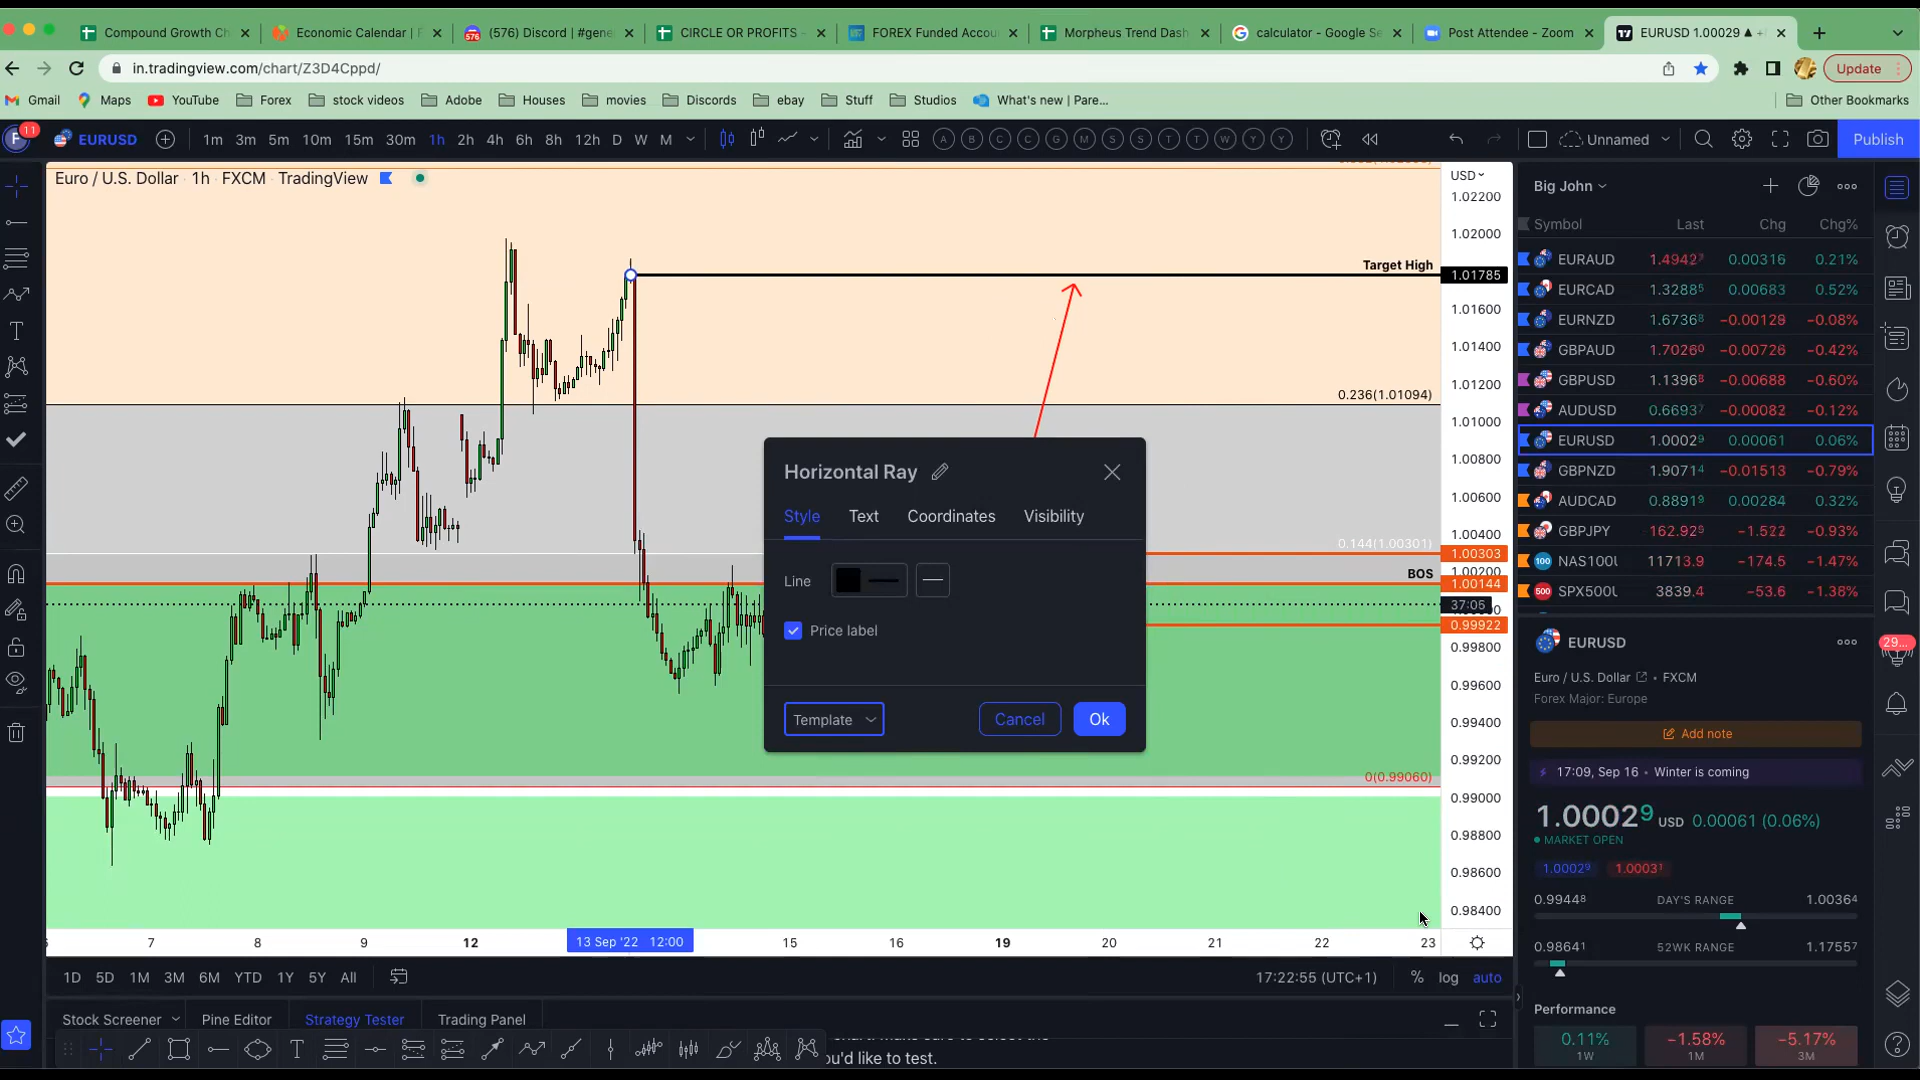 Compound Growth Ch
Economic Calendar | F
(576) Discord | #gene
CIRCLE OR PROFITS -
FOREX Funded Accou
Morpheus Trend Dash
calculator - Google Se
Post Attendee - Zoom
EURUSD 1.00029 ▲
in.tradingview.com/chart/Z3D4Cppd/
Update
Gmail Maps YouTube Forex stock videos Adobe Houses movies Discords ebay Stuff Studios What's new | Pare... Other Bookmarks
11
EURUSD 1m 3m 5m 10m 15m 30m 1h 2h 4h 6h 8h 12h D W M
A B C C G M S S T T W Y Y
Unnamed
Publish
Euro / U.S. Dollar · 1h · FXCM · TradingView
USD
1.02200
1.02000
Target High
1.01785
1.01600
1.01400
1.01200
0.236(1.01094)
1.01000
1.00800
1.00600
1.00400
0.144(1.00301)
1.00303
1.00200
BOS
1.00144
37:05
0.99922
0.99800
0.99600
0.99400
0.99200
0(0.99060)
0.99000
0.98800
0.98600
0.98400
Horizontal Ray
Style Text Coordinates Visibility
Line
Price label
Template Cancel Ok
7 8 9 12 13 Sep '22 12:00 15 16 19 20 21 22 23
1D 5D 1M 3M 6M YTD 1Y 5Y All
17:22:55 (UTC+1) % log auto
Stock Screener Pine Editor Strategy Tester Trading Panel
ou'd like to test.
Big John
Symbol Last Chg Chg%
EURAUD 1.4942 0.00316 0.21%
EURCAD 1.32885 0.00683 0.52%
EURNZD 1.67368 −0.00129 −0.08%
GBPAUD 1.70260 −0.00726 −0.42%
GBPUSD 1.13968 −0.00688 −0.60%
AUDUSD 0.66937 −0.00082 −0.12%
EURUSD 1.00029 0.00061 0.06%
GBPNZD 1.90714 −0.01513 −0.79%
AUDCAD 0.88919 0.00284 0.32%
GBPJPY 162.925 −1.522 −0.93%
NAS100U 11713.9 −174.5 −1.47%
SPX500U 3839.4 −53.6 −1.38%
EURUSD
Euro / U.S. Dollar • FXCM
Forex Major: Europe
Add note
17:09, Sep 16 • Winter is coming
1.00029 USD 0.00061 (0.06%)
MARKET OPEN
1.00029 1.00031
0.99448 DAY'S RANGE 1.00364
0.98641 52WK RANGE 1.17557
Performance
0.11% −1.58% −5.17%
1W 1M 3M
29...